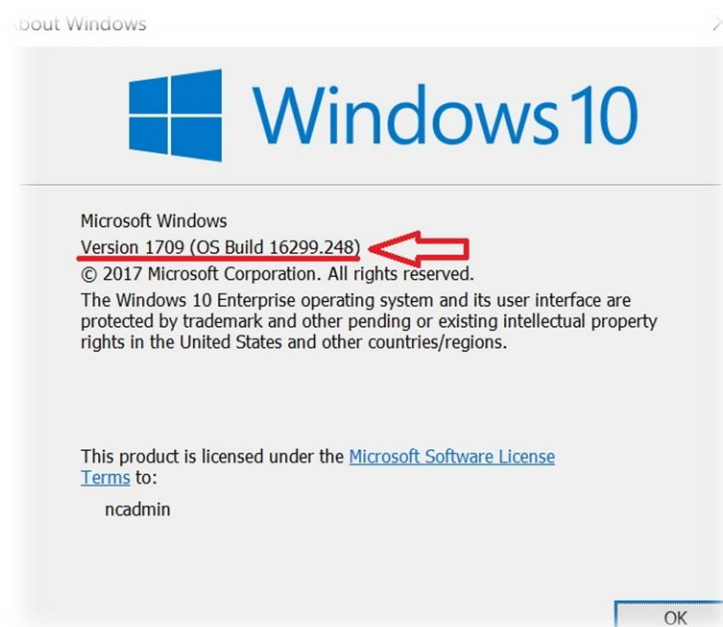 bout Windows
Windows 10
Microsoft Windows
Version 1709 (OS Build 16299.248)
© 2017 Microsoft Corporation. All rights reserved.
The Windows 10 Enterprise operating system and its user interface are
protected by trademark and other pending or existing intellectual property
rights in the United States and other countries/regions.
This product is licensed under the Microsoft Software License
Terms to:
ncadmin
OK